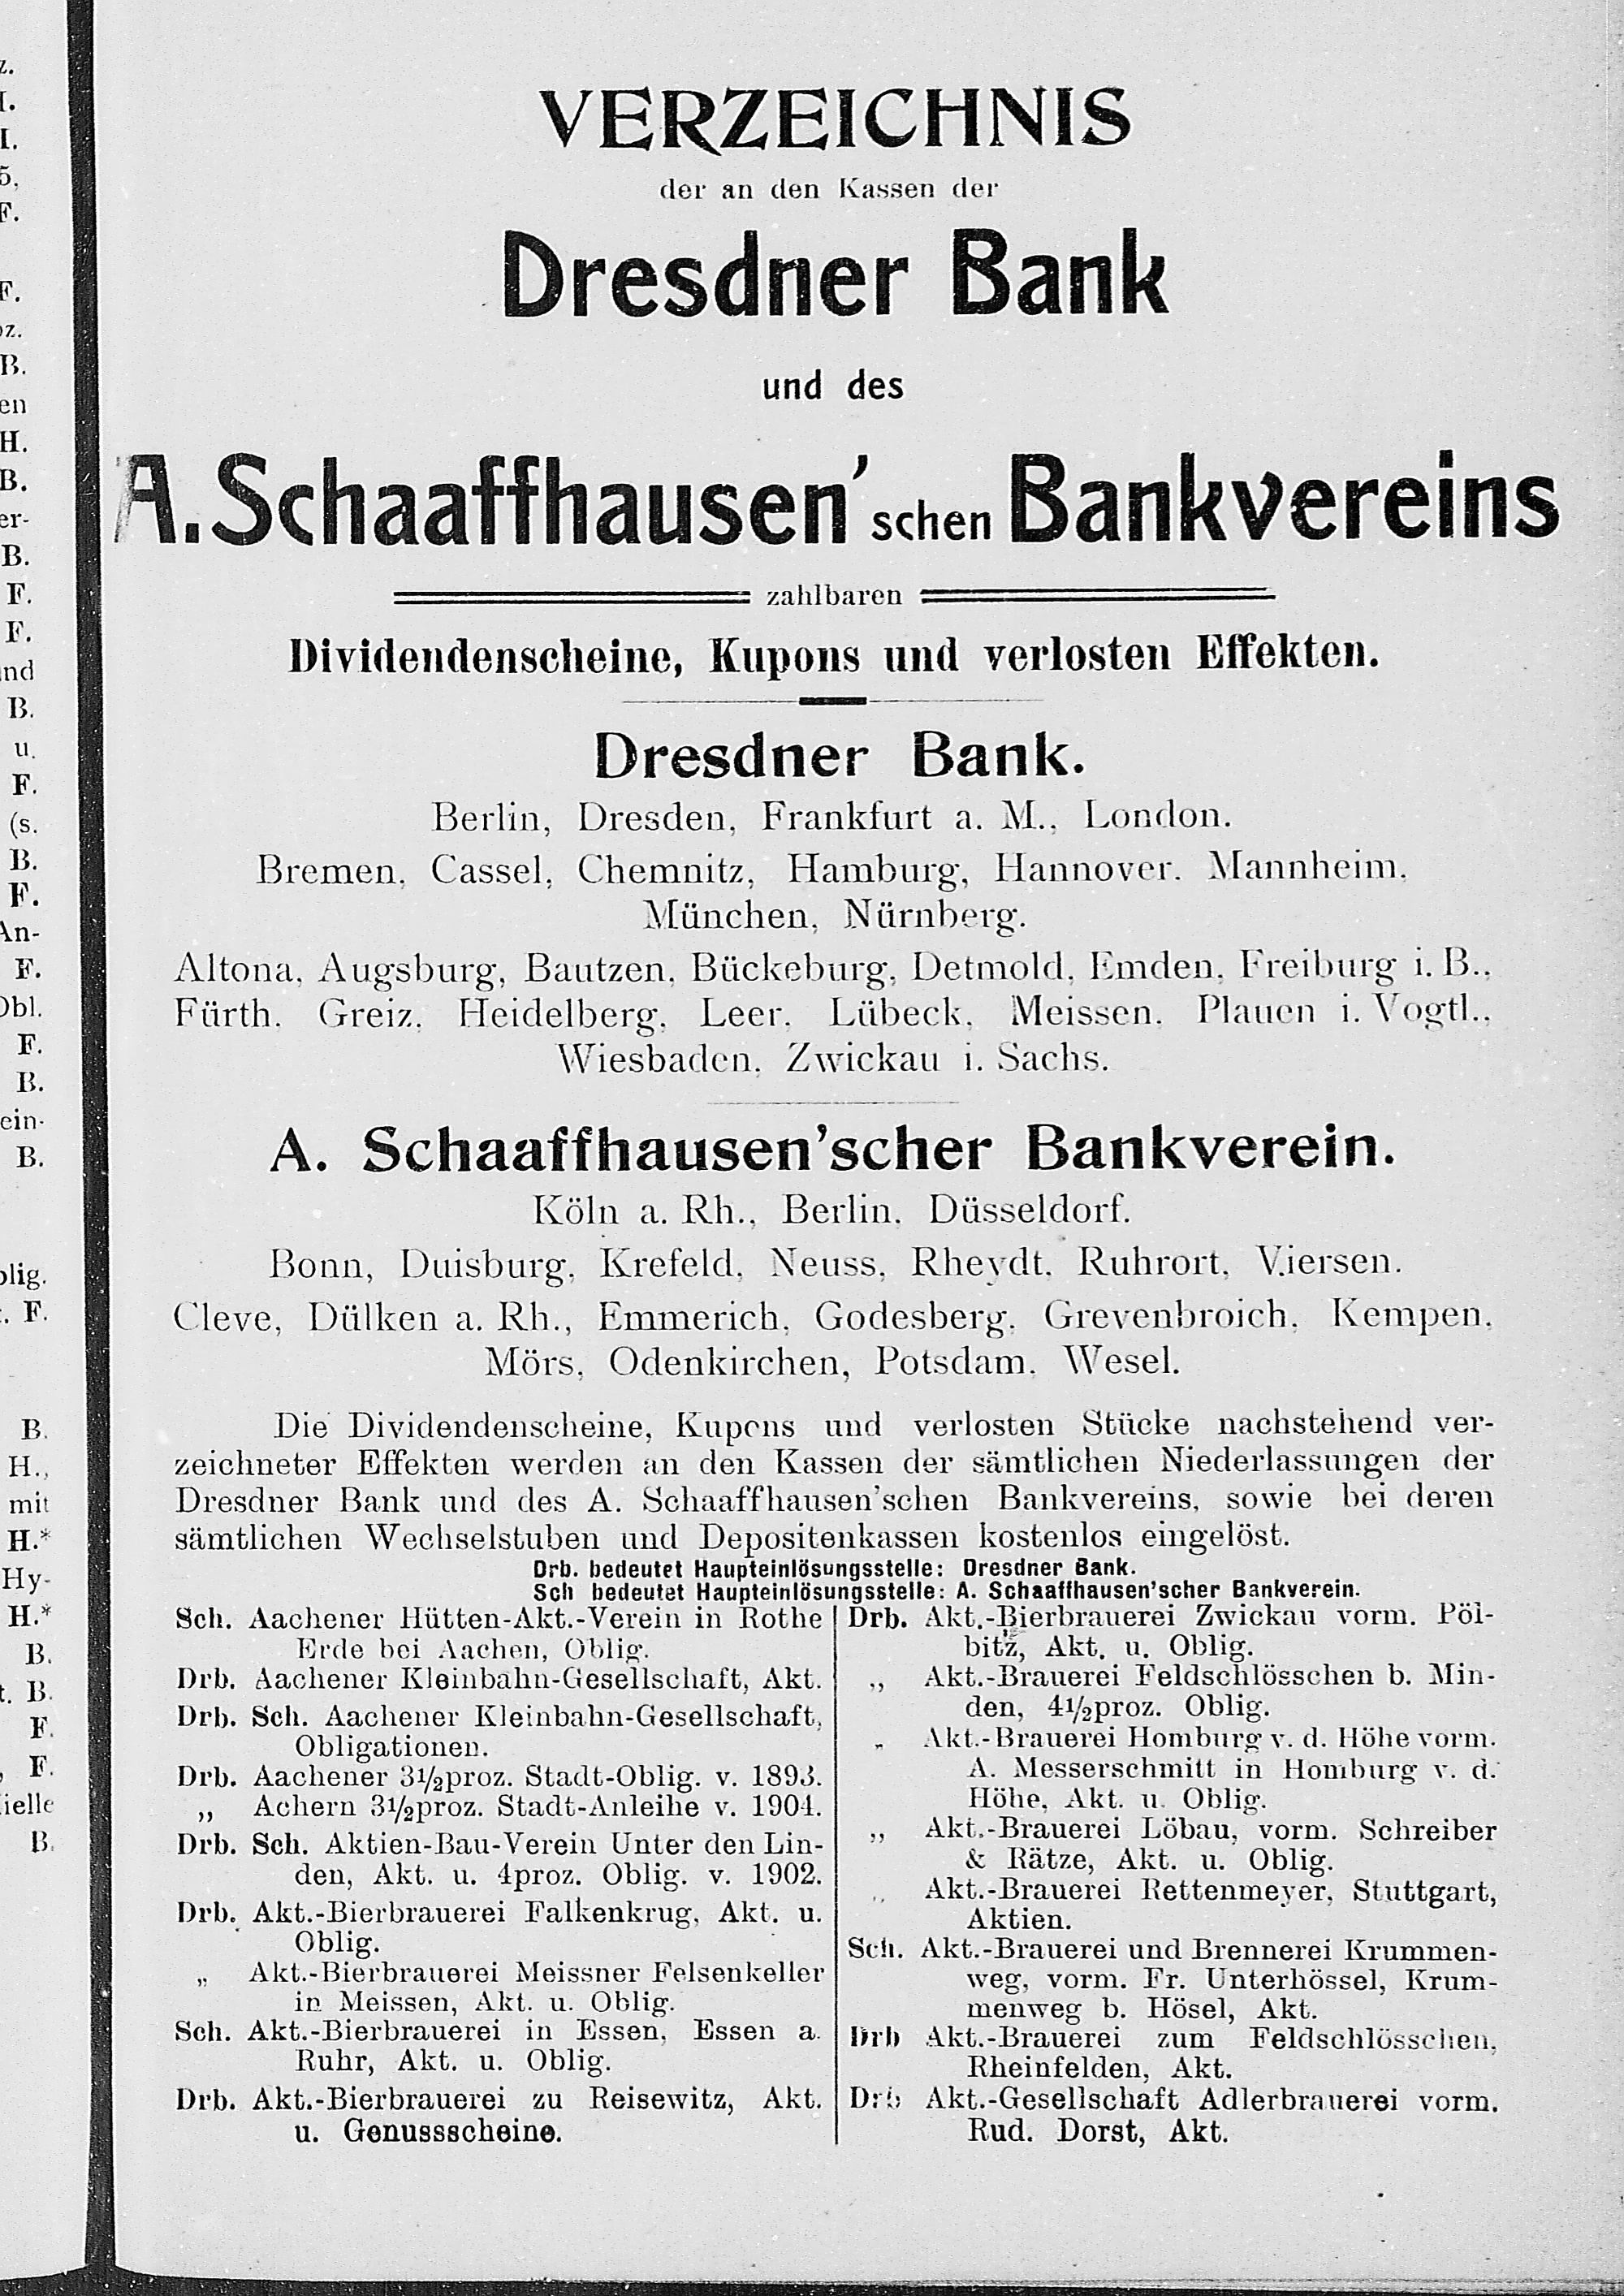 VERZEICHNIS
der an den Kassen der
Dresdner Bank
und des
A. Schaaffhausen'schen Bankvereins
zahlbaren
Dividendenscheine, Kupons und verlosten Effekten.
Dresdner Bank.
Berlin, Dresden, Frankfurt a. M., London.
Bremen, Cassel, Chemnitz, Hamburg, Hannover, Mannheim,
München, Nürnberg.
Altona, Augsburg, Bautzen, Bückeburg, Detmold, Emden, Freiburg i. B.,
Fürth, Greiz, Heidelberg, Leer, Lübeck, Meissen, Plauen i. Vogtl.,
Wiesbaden, Zwickau i. Sachs.
A. Schaaffhausen'scher Bankverein.
Köln a. Rh., Berlin, Düsseldorf.
Bonn, Duisburg, Krefeld, Neuss, Rheydt, Ruhrort, Viersen.
Cleve, Dülken a. Rh., Emmerich, Godesberg, Grevenbroich, Kempen,
Mörs, Odenkirchen, Potsdam, Wesel.
Die Dividendenscheine, Kupons und verlosten Stücke nachstehend ver-
zeichneter Effekten werden an den Kassen der sämtlichen Niederlassungen der
Dresdner Bank und des A. Schaaffhausen'schen Bankvereins, sowie bei deren
sämtlichen Wechselstuben und Depositenkassen kostenlos eingelöst.
Drb. bedeutet Haupteinlösungsstelle: Dresdner Bank.
Sch bedeutet Haupteinlösungsstelle: A. Schaaffhausen'scher Bankverein.
Sch. Aachener Hütten-Akt.-Verein in Rothe
Erde bei Aachen, Oblig.
Drb. Aachener Kleinbahn-Gesellschaft, Akt.
Drb. Sch. Aachener Kleinbahn-Gesellschaft,
Obligationen.
Drb. Aachener 3½proz. Stadt-Oblig. v. 1893.
„ Achern 3½proz. Stadt-Anleihe v. 1904.
Drb. Sch. Aktien-Bau-Verein Unter den Lin-
den, Akt. u. 4proz. Oblig. v. 1902.
Drb. Akt.-Bierbrauerei Falkenkrug, Akt. u.
Oblig.
„ Akt.-Bierbrauerei Meissner Felsenkeller
in Meissen, Akt. u. Oblig.
Sch. Akt.-Bierbrauerei in Essen, Essen a.
Ruhr, Akt. u. Oblig.
Drb. Akt.-Bierbrauerei zu Reisewitz, Akt.
u. Genussscheine.
Drb. Akt.-Bierbrauerei Zwickau vorm. Pöl-
bitz, Akt. u. Oblig.
„ Akt.-Brauerei Feldschlösschen b. Min-
den, 4½proz. Oblig.
„ Akt.-Brauerei Homburg v. d. Höhe vorm.
A. Messerschmitt in Homburg v. d.
Höhe, Akt. u. Oblig.
„ Akt.-Brauerei Löbau, vorm. Schreiber
& Rätze, Akt. u. Oblig.
„ Akt.-Brauerei Rettenmeyer, Stuttgart,
Aktien.
Sch. Akt.-Brauerei und Brennerei Krummen-
weg, vorm. Fr. Unterhössel, Krum-
menweg b. Hösel, Akt.
Drb Akt.-Brauerei zum Feldschlösschen,
Rheinfelden, Akt.
Drb Akt.-Gesellschaft Adlerbrauerei vorm.
Rud. Dorst, Akt.